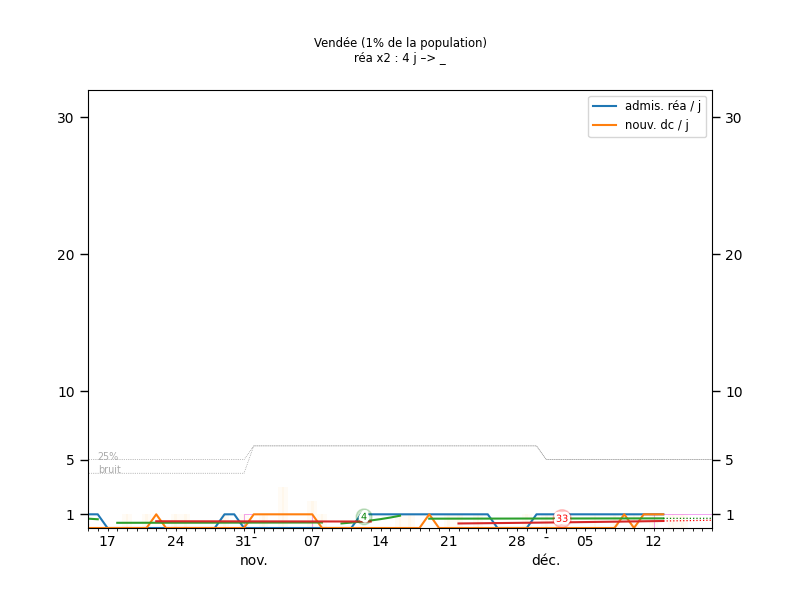 Vendée (1% de la population)
réa x2 : 4 j –> _
admis. réa / j
nouv. dc / j
30 30
20 20
10 10
5 5
25%
bruit
1 1
4
33
17 24 31 - 07 14 21 28 - 05 12
nov. déc.